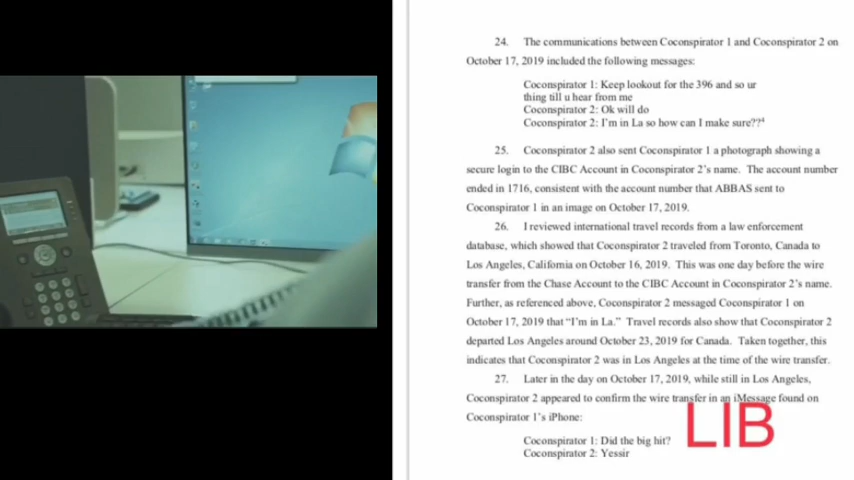 24. The communications between Coconspirator 1 and Coconspirator 2 on
October 17, 2019 included the following messages:
Coconspirator 1: Keep lookout for the 396 and so ur
thing till u hear from me
Coconspirator 2: Ok will do
Coconspirator 2: I'm in La so how can I make sure??⁴
25. Coconspirator 2 also sent Coconspirator 1 a photograph showing a
secure login to the CIBC Account in Coconspirator 2's name. The account number
ended in 1716, consistent with the account number that ABBAS sent to
Coconspirator 1 in an image on October 17, 2019.
26. I reviewed international travel records from a law enforcement
database, which showed that Coconspirator 2 traveled from Toronto, Canada to
Los Angeles, California on October 16, 2019. This was one day before the wire
transfer from the Chase Account to the CIBC Account in Coconspirator 2's name.
Further, as referenced above, Coconspirator 2 messaged Coconspirator 1 on
October 17, 2019 that “I'm in La.” Travel records also show that Coconspirator 2
departed Los Angeles around October 23, 2019 for Canada. Taken together, this
indicates that Coconspirator 2 was in Los Angeles at the time of the wire transfer.
27. Later in the day on October 17, 2019, while still in Los Angeles,
Coconspirator 2 appeared to confirm the wire transfer in an iMessage found on
Coconspirator 1's iPhone:
Coconspirator 1: Did the big hit?
Coconspirator 2: Yessir
LIB